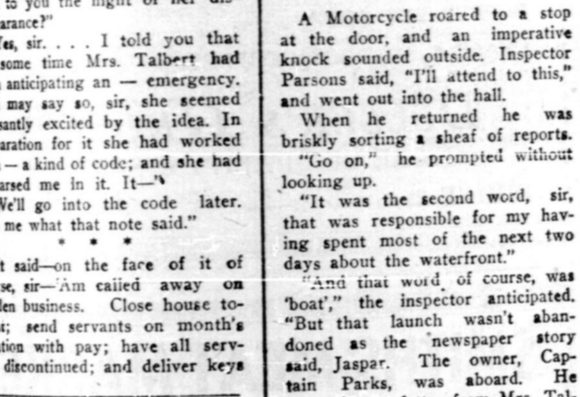 to you the night of her dis-
arance?"
Yes, sir. . . . I told you that
some time Mrs. Talbert had
anticipating an — emergency.
may say so, sir, she seemed
santly excited by the idea. In
aration for it she had worked
— a kind of code; and she had
arsed me in it. It—"
We'll go into the code later.
me what that note said."
* * *
t said—on the face of it of
se, sir—'Am called away on
den business. Close house to-
t; send servants on month's
tion with pay; have all serv-
discontinued; and deliver keys
A Motorcycle roared to a stop
at the door, and an imperative
knock sounded outside. Inspector
Parsons said, "I'll attend to this,"
and went out into the hall.
When he returned he was
briskly sorting a sheaf of reports.
"Go on," he prompted without
looking up.
"It was the second word, sir,
that was responsible for my hav-
ing spent most of the next two
days about the waterfront."
"And that word, of course, was
'boat'," the inspector anticipated.
"But that launch wasn't aban-
doned as the newspaper story
said, Jaspar. The owner, Cap-
tain Parks, was aboard. He
from Mrs. Tal-